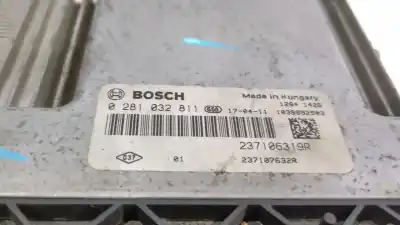 BOSCH
Made in Hungary
0 281 032 811 17-04-11
237106319R
01
237107632R